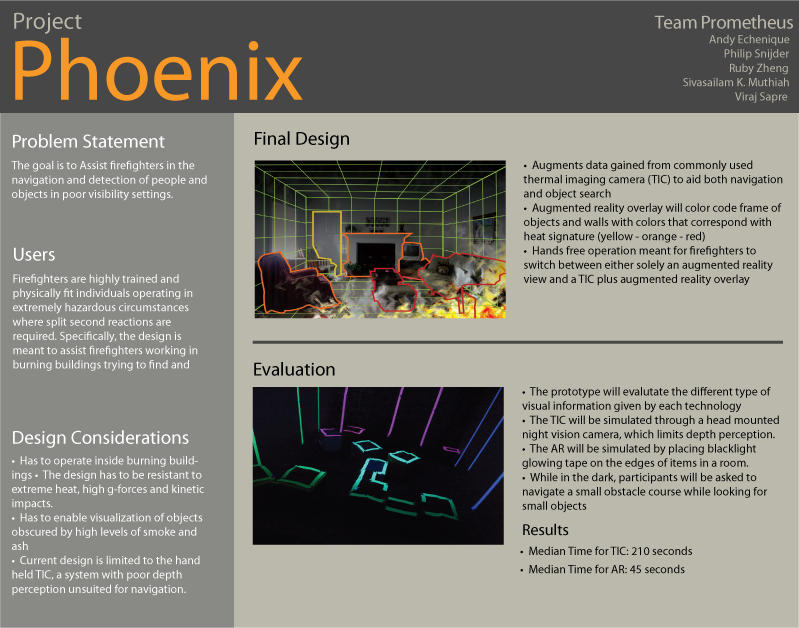 Project
Phoenix
Team Prometheus
Andy Echenique
Philip Snijder
Ruby Zheng
Sivasailam K. Muthiah
Viraj Sapre
Problem Statement
The goal is to Assist firefighters in the
navigation and detection of people and
objects in poor visibility settings.
Users
Firefighters are highly trained and
physically fit individuals operating in
extremely hazardous circumstances
where split second reactions are
required. Specifically, the design is
meant to assist firefighters working in
burning buildings trying to find and
Design Considerations
• Has to operate inside burning build-
ings • The design has to be resistant to
extreme heat, high g-forces and kinetic
impacts.
• Has to enable visualization of objects
obscured by high levels of smoke and
ash
• Current design is limited to the hand
held TIC, a system with poor depth
perception unsuited for navigation.
Final Design
• Augments data gained from commonly used
thermal imaging camera (TIC) to aid both navigation
and object search
• Augmented reality overlay will color code frame of
objects and walls with colors that correspond with
heat signature (yellow - orange - red)
• Hands free operation meant for firefighters to
switch between either solely an augmented reality
view and a TIC plus augmented reality overlay
Evaluation
• The prototype will evalutate the different type of
visual information given by each technology
• The TIC will be simulated through a head mounted
night vision camera, which limits depth perception.
• The AR will be simulated by placing blacklight
glowing tape on the edges of items in a room.
• While in the dark, participants will be asked to
navigate a small obstacle course while looking for
small objects
Results
• Median Time for TIC: 210 seconds
• Median Time for AR: 45 seconds